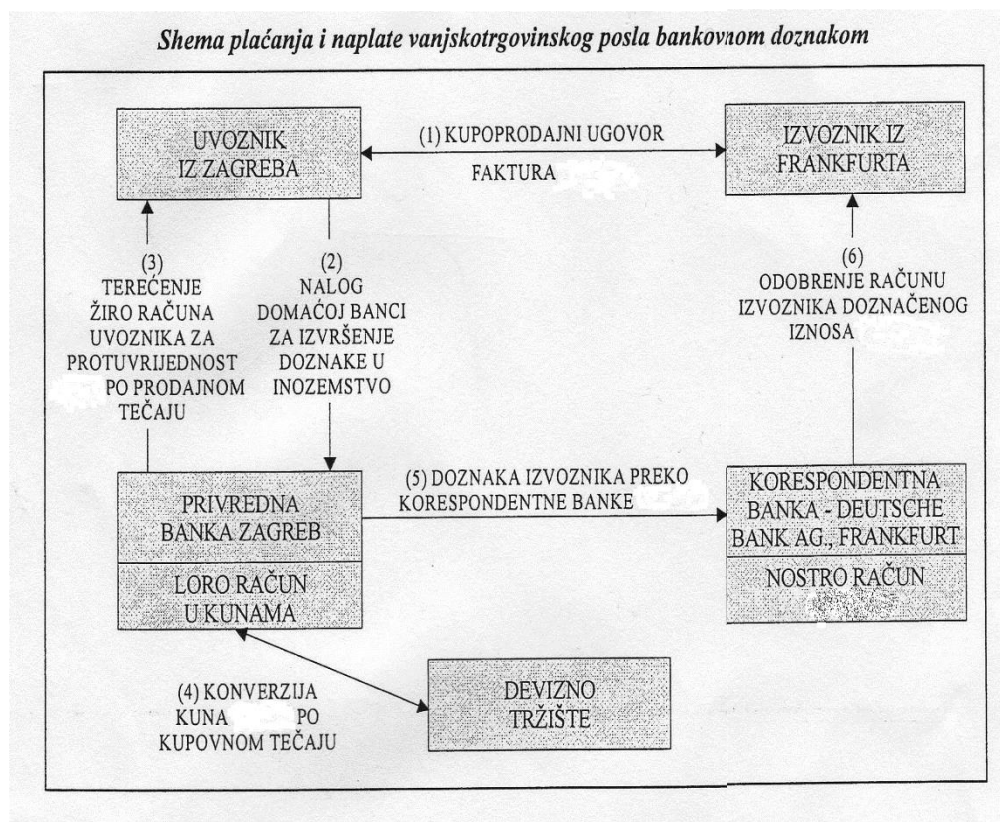 Shema plaćanja i naplate vanjskotrgovinskog posla bankovnom doznakom
UVOZNIK
IZ ZAGREBA
(1) KUPOPRODAJNI UGOVOR
FAKTURA
IZVOZNIK IZ
FRANKFURTA
(3)
TEREĆENJE
ŽIRO RAČUNA
UVOZNIKA ZA
PROTUVRIJEDNOST
PO PRODAJNOM
TEČAJU
(2)
NALOG
DOMAĆOJ BANCI
ZA IZVRŠENJE
DOZNAKE U
INOZEMSTVO
(6)
ODOBRENJE RAČUNU
IZVOZNIKA DOZNAČENOG
IZNOSA
PRIVREDNA
BANKA ZAGREB
LORO RAČUN
U KUNAMA
(5) DOZNAKA IZVOZNIKA PREKO
KORESPONDENTNE BANKE
KORESPONDENTNA
BANKA - DEUTSCHE
BANK AG., FRANKFURT
NOSTRO RAČUN
(4) KONVERZIJA
KUNA PO
KUPOVNOM TEČAJU
DEVIZNO
TRŽIŠTE